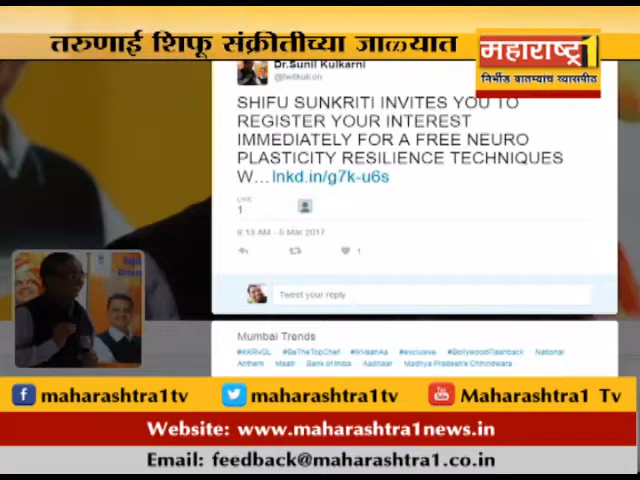 तरुणाई शिफू संक्रीतीच्या जाळ्यात
महाराष्ट्र1
निर्भीड बातम्यांचं व्यासपीठ
Dr.Sunil Kulkarni
SHIFU SUNKRITI INVITES YOU TO
REGISTER YOUR INTEREST
IMMEDIATELY FOR A FREE NEURO
PLASTICITY RESILIENCE TECHNIQUES
W… lnkd.in/g7k-u6s
LIKE
1
8:13 AM - 5 Mar 2017
1
Tweet your reply
Mumbai Trends
#KKRvGL #BeTheTopChef #IkVaariAa #exclusive #BollywoodFlashback National
Anthem Maatr Bank of India Aadhaar Madhya Pradesh's Chhindwara
maharashtra1tv maharashtra1tv Maharashtra1 Tv
Website: www.maharashtra1news.in
Email: feedback@maharashtra1.co.in